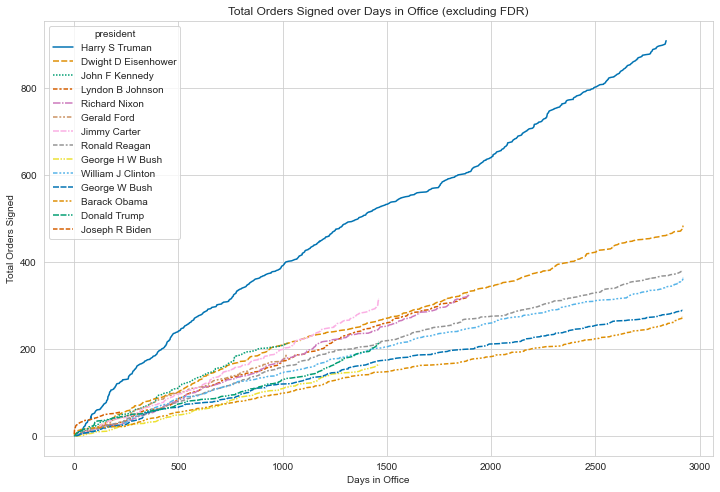 Total Orders Signed over Days in Office (excluding FDR)
president
Harry S Truman
Dwight D Eisenhower
John F Kennedy
Lyndon B Johnson
Richard Nixon
Gerald Ford
Jimmy Carter
Ronald Reagan
George H W Bush
William J Clinton
George W Bush
Barack Obama
Donald Trump
Joseph R Biden
Total Orders Signed
800
600
400
200
0
0 500 1000 1500 2000 2500 3000
Days in Office